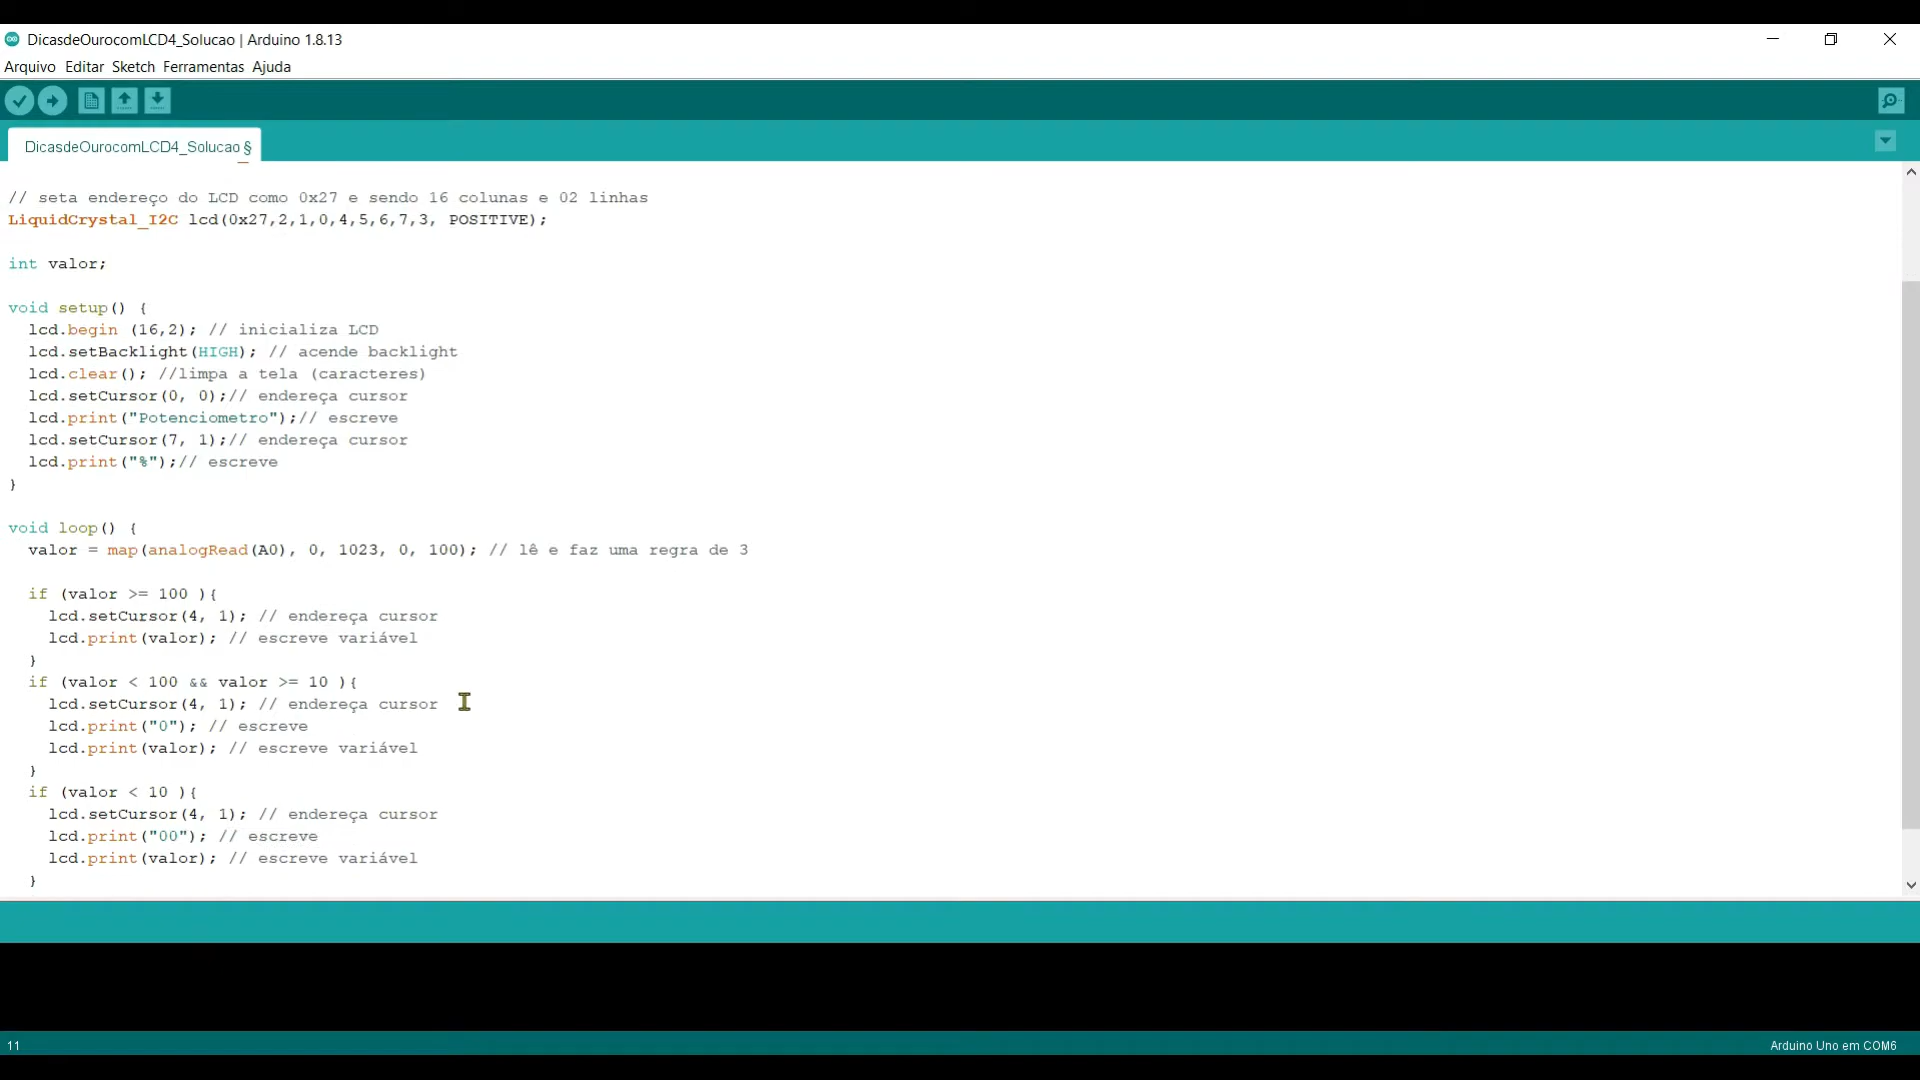 DicasdeOurocomLCD4_Solucao | Arduino 1.8.13
Arquivo Editar Sketch Ferramentas Ajuda
DicasdeOurocomLCD4_Solucao §
// seta endereço do LCD como 0x27 e sendo 16 colunas e 02 linhas
LiquidCrystal_I2C lcd(0x27,2,1,0,4,5,6,7,3, POSITIVE);
int valor;
void setup() {
lcd.begin (16,2); // inicializa LCD
lcd.setBacklight(HIGH); // acende backlight
lcd.clear(); //limpa a tela (caracteres)
lcd.setCursor(0, 0);// endereça cursor
lcd.print("Potenciometro");// escreve
lcd.setCursor(7, 1);// endereça cursor
lcd.print("%");// escreve
}
void loop() {
valor = map(analogRead(A0), 0, 1023, 0, 100); // lê e faz uma regra de 3
if (valor >= 100 ){
lcd.setCursor(4, 1); // endereça cursor
lcd.print(valor); // escreve variável
}
if (valor < 100 && valor >= 10 ){
lcd.setCursor(4, 1); // endereça cursor
lcd.print("0"); // escreve
lcd.print(valor); // escreve variável
}
if (valor < 10 ){
lcd.setCursor(4, 1); // endereça cursor
lcd.print("00"); // escreve
lcd.print(valor); // escreve variável
}
11
Arduino Uno em COM6